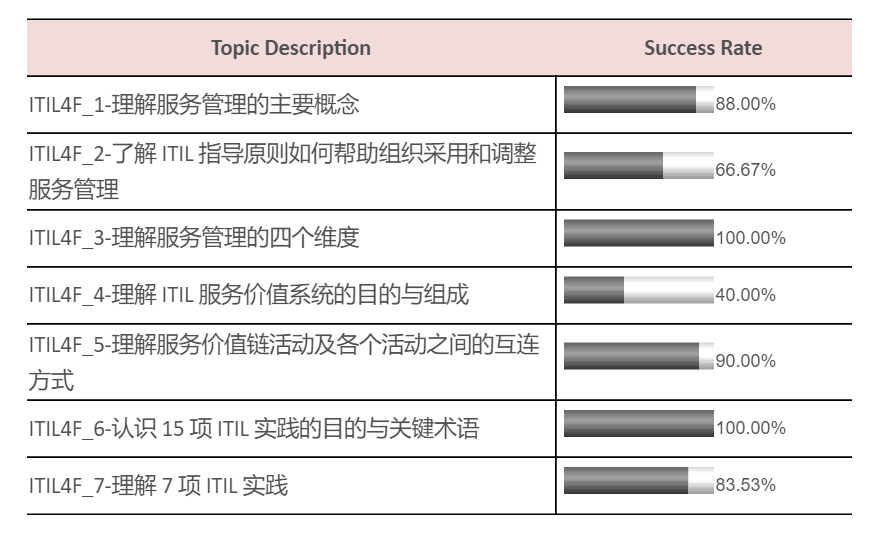 Topic Description Success Rate
ITIL4F_1-理解服务管理的主要概念 88.00%
ITIL4F_2-了解 ITIL 指导原则如何帮助组织采用和调整
服务管理 66.67%
ITIL4F_3-理解服务管理的四个维度 100.00%
ITIL4F_4-理解 ITIL 服务价值系统的目的与组成 40.00%
ITIL4F_5-理解服务价值链活动及各个活动之间的互连
方式 90.00%
ITIL4F_6-认识 15 项 ITIL 实践的目的与关键术语 100.00%
ITIL4F_7-理解 7 项 ITIL 实践 83.53%